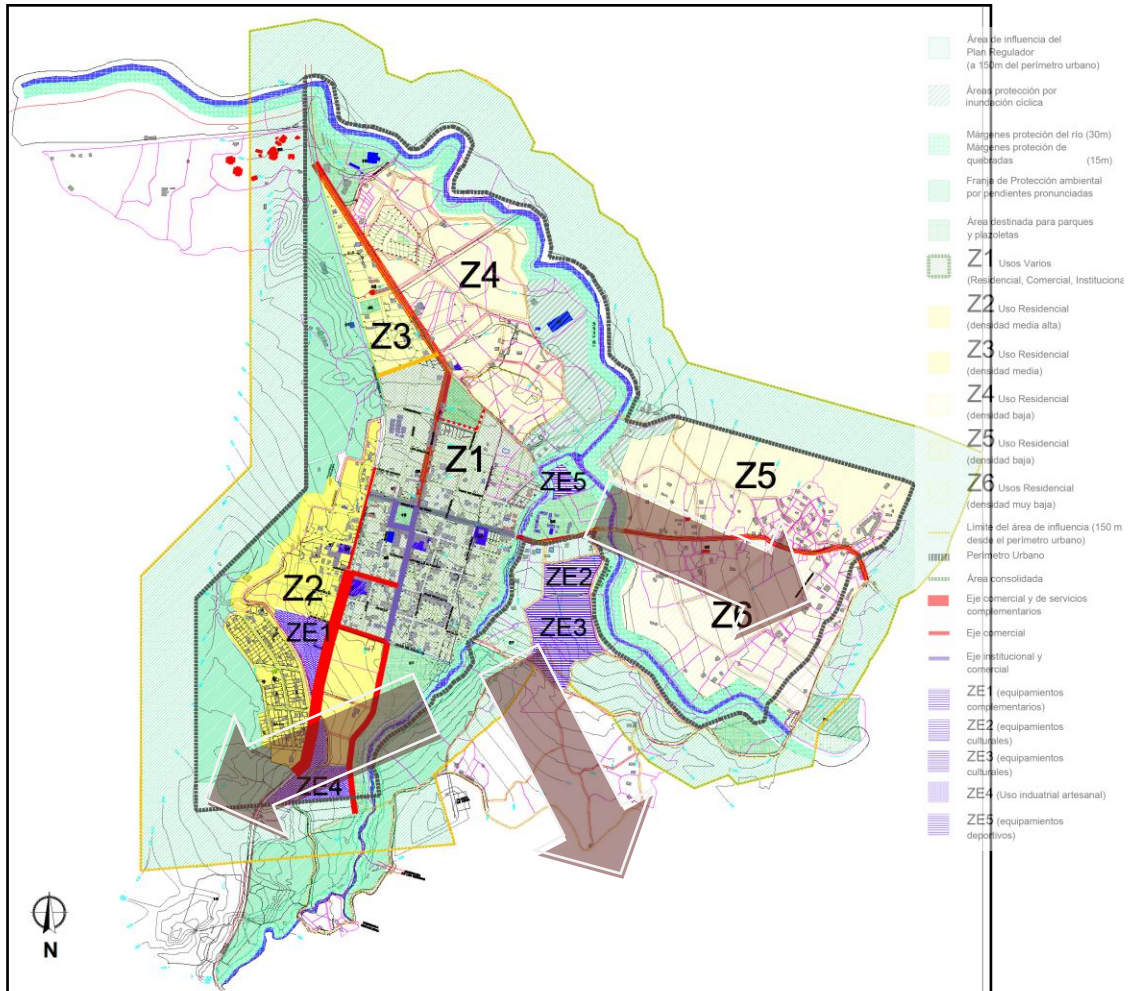 Z4
Z3
Z1
ZE5
Z5
Z2
ZE2
ZE1
ZE3
Z6
ZE4
N
Área de influencia del
Plan Regulador
(a 150m del perímetro urbano)
Áreas protección por
inundación cíclica
Márgenes proteción del río (30m)
Márgenes proteción de
quebradas (15m)
Franja de Protección ambiental
por pendientes pronunciadas
Área destinada para parques
y plazoletas
Z1 Usos Varios
(Residencial, Comercial, Instituciona
Z2 Uso Residencial
(densidad media alta)
Z3 Uso Residencial
(densidad media)
Z4 Uso Residencial
(densidad baja)
Z5 Uso Residencial
(densidad baja)
Z6 Usos Residencial
(densidad muy baja)
Límite del área de influencia (150 m
desde el perímetro urbano)
Perímetro Urbano
Área consolidada
Eje comercial y de servicios
complementarios
Eje comercial
Eje institucional y
comercial
ZE1 (equipamientos
complementarios)
ZE2 (equipamientos
culturales)
ZE3 (equipamientos
culturales)
ZE4 (Uso industrial artesanal)
ZE5 (equipamientos
deportivos)